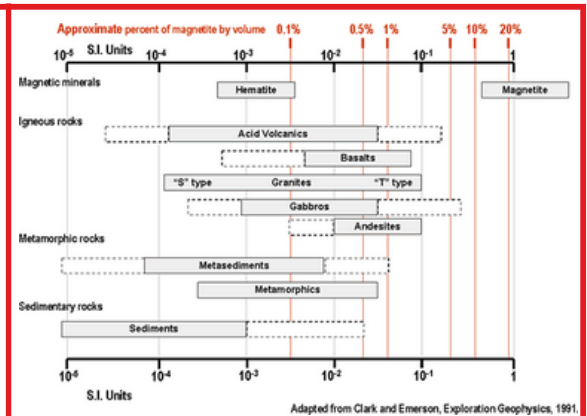 Approximate percent of magnetite by volume 0.1% 0.5% 1% 5% 10% 20%
10⁻⁵ S.I. Units 10⁻⁴ 10⁻³ 10⁻² 10⁻¹ 1
Magnetic minerals
Hematite Magnetite
Igneous rocks
Acid Volcanics
Basalts
"S" type Granites "T" type
Gabbros
Andesites
Metamorphic rocks
Metasediments
Metamorphics
Sedimentary rocks
Sediments
10⁻⁵ 10⁻⁴ 10⁻³ 10⁻² 10⁻¹ 1
S.I. Units
Adapted from Clark and Emerson, Exploration Geophysics, 1991.